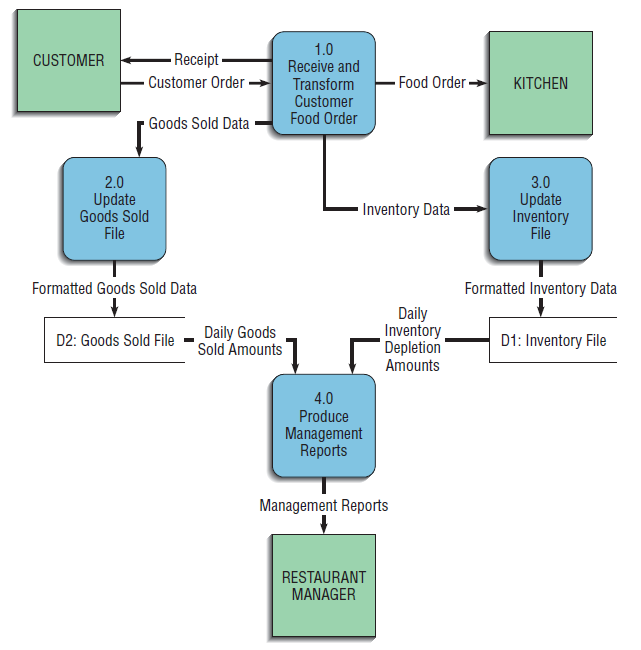 CUSTOMER
Receipt
Customer Order
1.0
Receive and
Transform
Customer
Food Order
Food Order
KITCHEN
Goods Sold Data
2.0
Update
Goods Sold
File
Inventory Data
3.0
Update
Inventory
File
Formatted Goods Sold Data
Formatted Inventory Data
D2: Goods Sold File
Daily Goods
Sold Amounts
Daily
Inventory
Depletion
Amounts
D1: Inventory File
4.0
Produce
Management
Reports
Management Reports
RESTAURANT
MANAGER